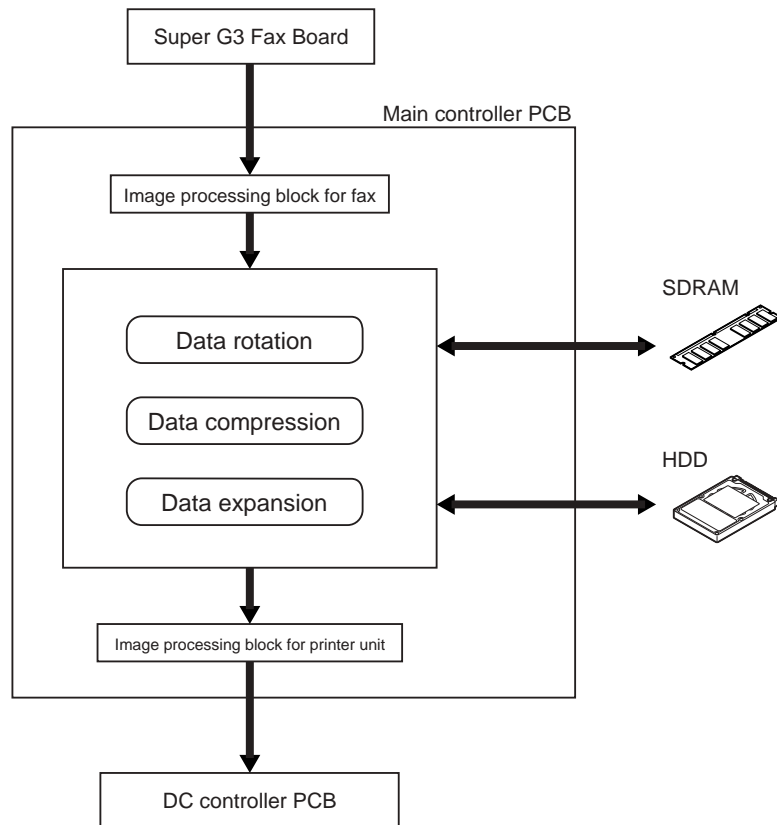 Super G3 Fax Board
Main controller PCB
Image processing block for fax
SDRAM
Data rotation
Data compression
HDD
Data expansion
Image processing block for printer unit
DC controller PCB